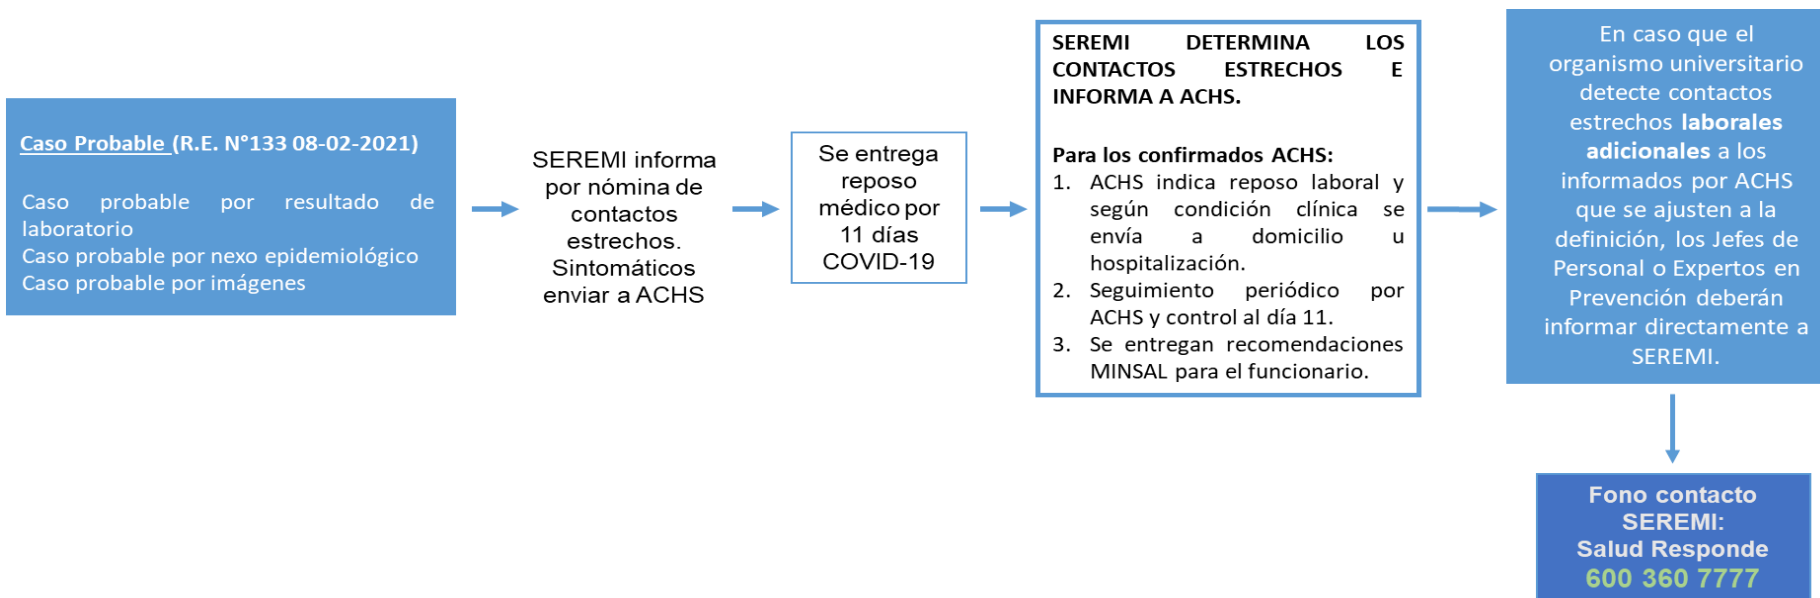 Caso Probable (R.E. N°133 08-02-2021)
Caso probable por resultado de
laboratorio
Caso probable por nexo epidemiológico
Caso probable por imágenes
SEREMI informa
por nómina de
contactos
estrechos.
Sintomáticos
enviar a ACHS
Se entrega
reposo
médico por
11 días
COVID-19
SEREMI DETERMINA LOS
CONTACTOS ESTRECHOS E
INFORMA A ACHS.
Para los confirmados ACHS:
1. ACHS indica reposo laboral y
según condición clínica se
envía a domicilio u
hospitalización.
2. Seguimiento periódico por
ACHS y control al día 11.
3. Se entregan recomendaciones
MINSAL para el funcionario.
En caso que el
organismo universitario
detecte contactos
estrechos laborales
adicionales a los
informados por ACHS
que se ajusten a la
definición, los Jefes de
Personal o Expertos en
Prevención deberán
informar directamente a
SEREMI.
Fono contacto
SEREMI:
Salud Responde
600 360 7777